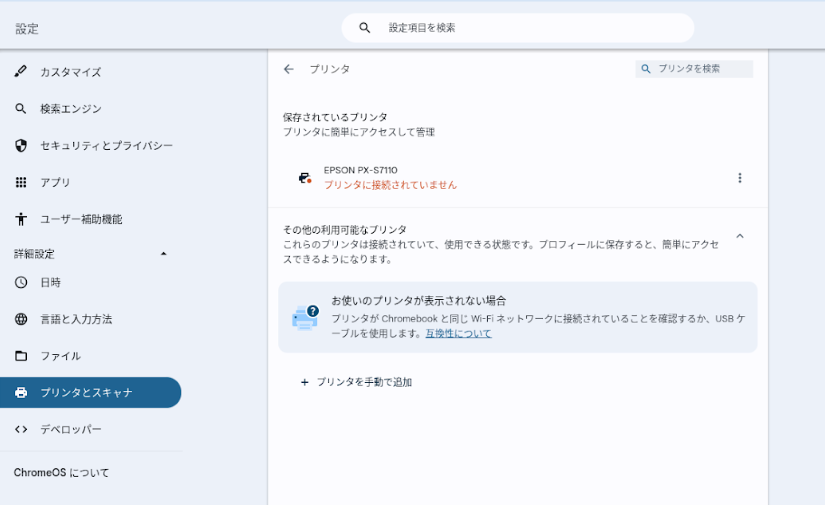 設定
設定項目を検索
カスタマイズ
検索エンジン
セキュリティとプライバシー
アプリ
ユーザー補助機能
詳細設定
日時
言語と入力方法
ファイル
プリンタとスキャナ
デベロッパー
ChromeOS について
プリンタ
プリンタを検索
保存されているプリンタ
プリンタに簡単にアクセスして管理
EPSON PX-S7110
プリンタに接続されていません
その他の利用可能なプリンタ
これらのプリンタは接続されていて、使用できる状態です。プロフィールに保存すると、簡単にアクセ
スできるようになります。
お使いのプリンタが表示されない場合
プリンタが Chromebook と同じ Wi-Fi ネットワークに接続されていることを確認するか、USB ケ
ーブルを使用します。互換性について
プリンタを手動で追加